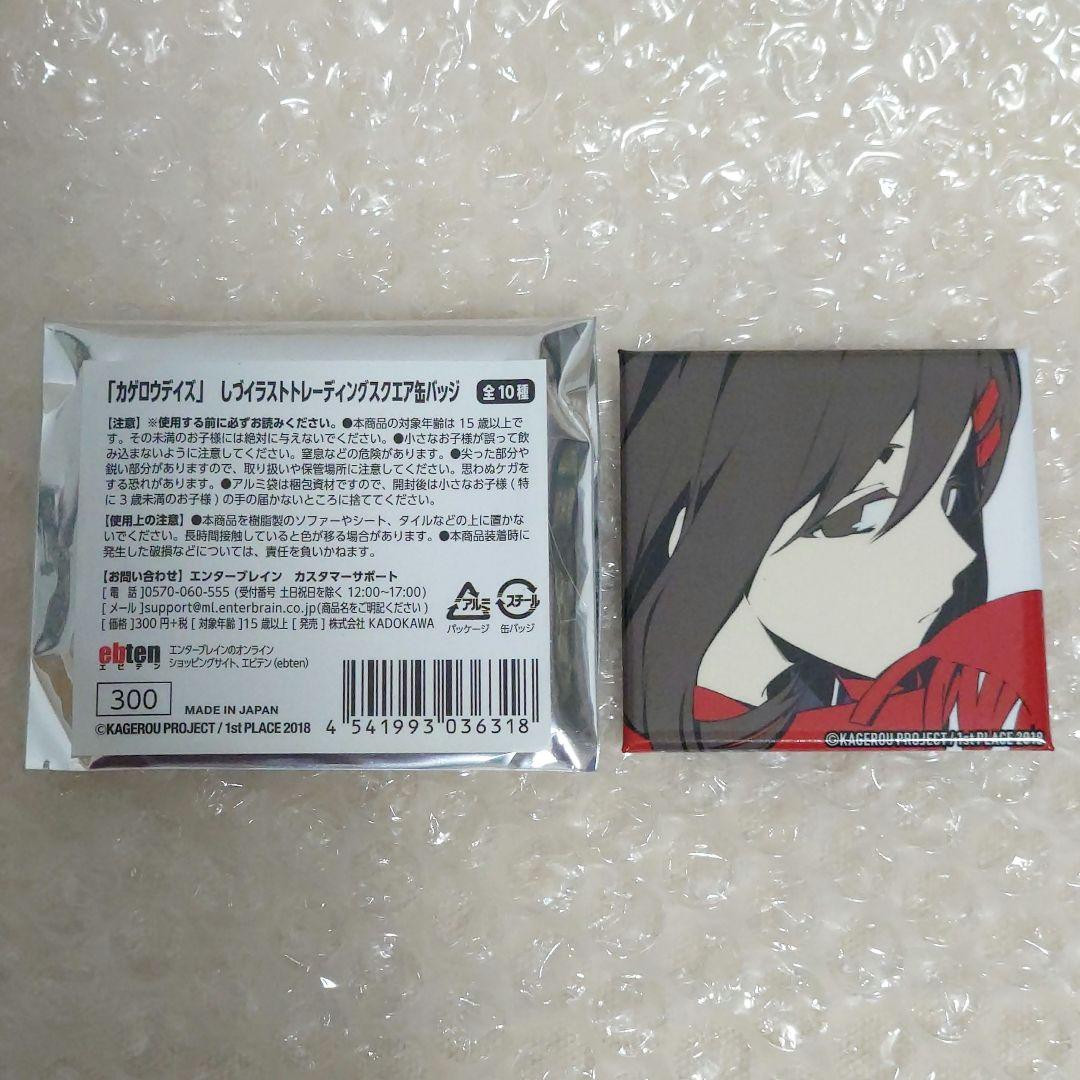 「カゲロウデイズ」 しづイラストトレーディングスクエア缶バッジ 全10種
【注意】※使用する前に必ずお読みください。●本商品の対象年齢は 15 歳以上で
す。その未満のお子様には絶対に与えないでください。●小さなお子様が誤って飲
み込まないように注意してください。窒息などの危険があります。●尖った部分や
鋭い部分がありますので、取り扱いや保管場所に注意してください。思わぬケガを
する恐れがあります。●アルミ袋は梱包資材ですので、開封後は小さなお子様 (特
に 3 歳未満のお子様) の手の届かないところに捨ててください。
【使用上の注意】●本商品を樹脂製のソファーやシート、タイルなどの上に置かな
いでください。長時間接触していると色が移る場合があります。●本商品装着時に
発生した破損などについては、責任を負いかねます。
【お問い合わせ】エンターブレイン カスタマーサポート
[ 電 話 ]0570-060-555 (受付番号 土日祝日を除く 12:00~17:00)
[ メール ]support@ml.enterbrain.co.jp(商品名をご明記ください)
[ 価格 ]300 円+税 [ 対象年齢 ]15 歳以上 [ 発売 ] 株式会社 KADOKAWA
アルミ
パッケージ
スチール
缶バッジ
ebten
エビテン
エンターブレインのオンライン
ショッピングサイト、エビテン (ebten)
300
MADE IN JAPAN
©KAGEROU PROJECT / 1st PLACE 2018
4 541993 036318
©KAGEROU PROJECT / 1st PLACE 2018